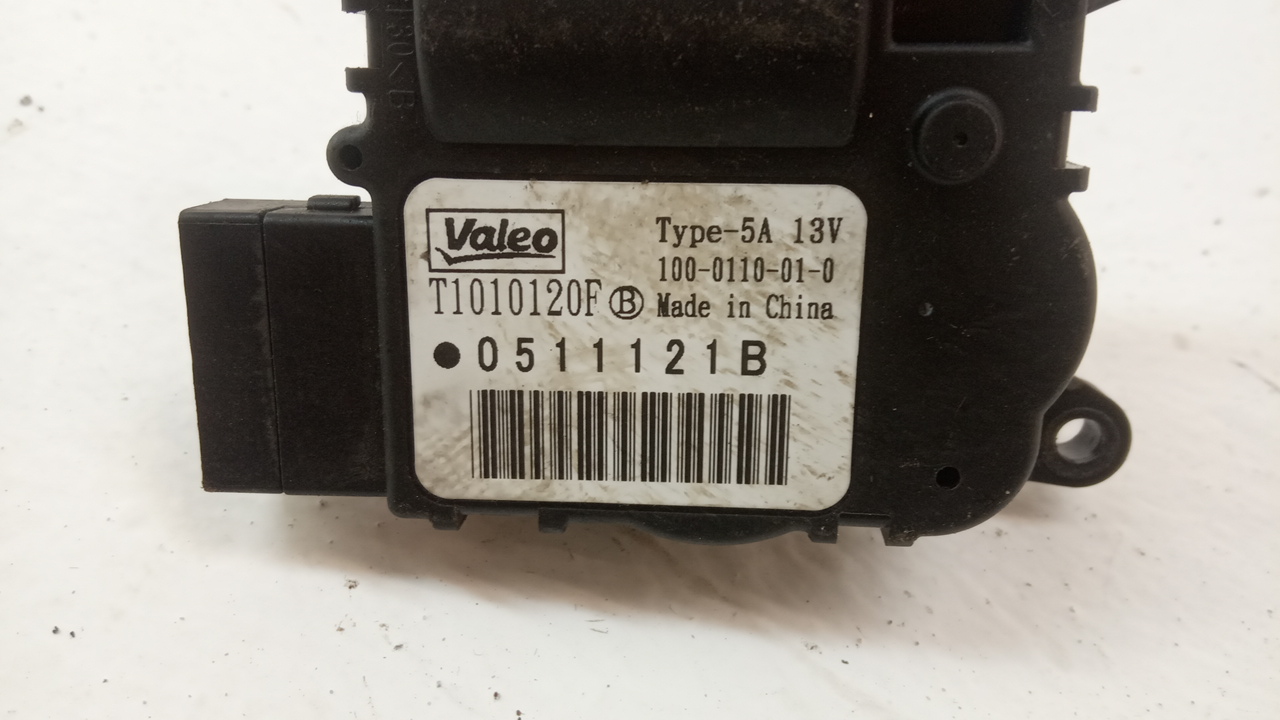 Valeo
Type-5A 13V
100-0110-01-0
T1010120F Ⓑ Made in China
●0511121B